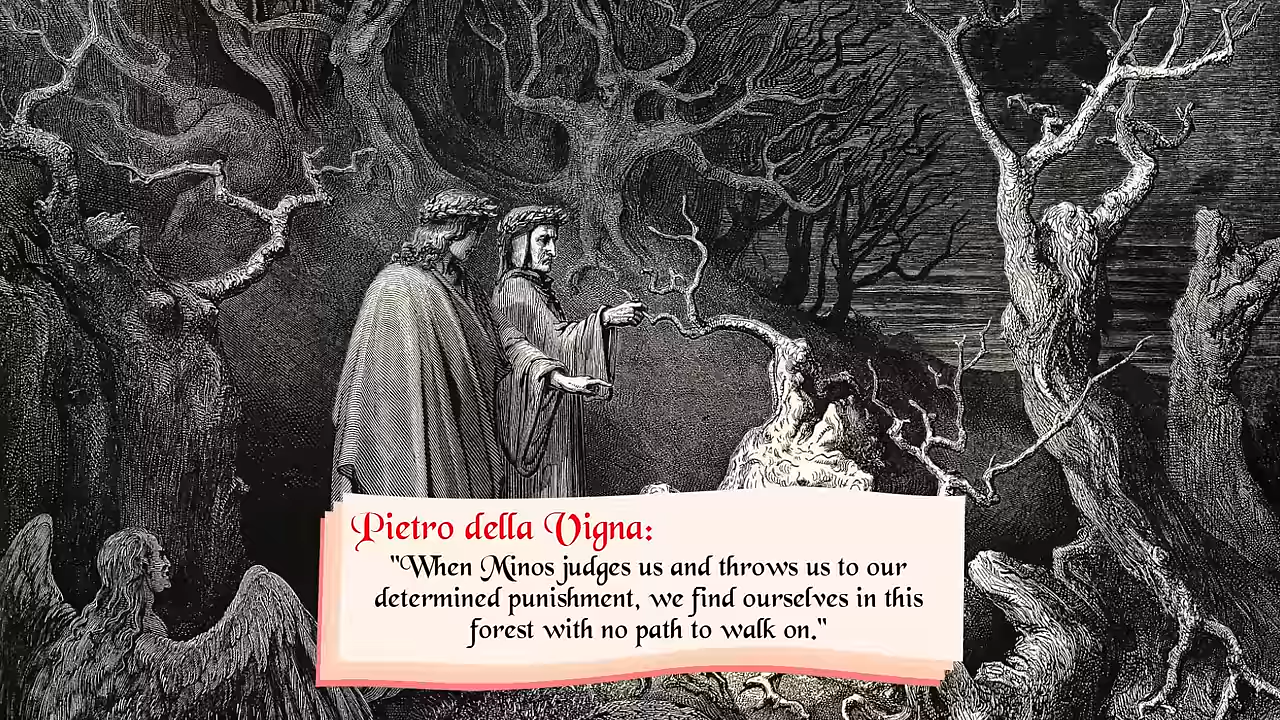 Pietro della Vigna:
"When Minos judges us and throws us to our
determined punishment, we find ourselves in this
forest with no path to walk on."